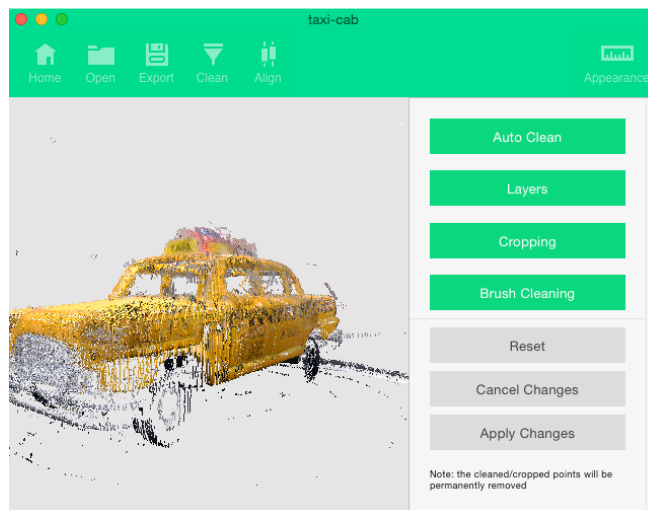 taxi-cab
Home Open Export Clean Align Appearance
Auto Clean
Layers
Cropping
Brush Cleaning
Reset
Cancel Changes
Apply Changes
Note: the cleaned/cropped points will be
permanently removed